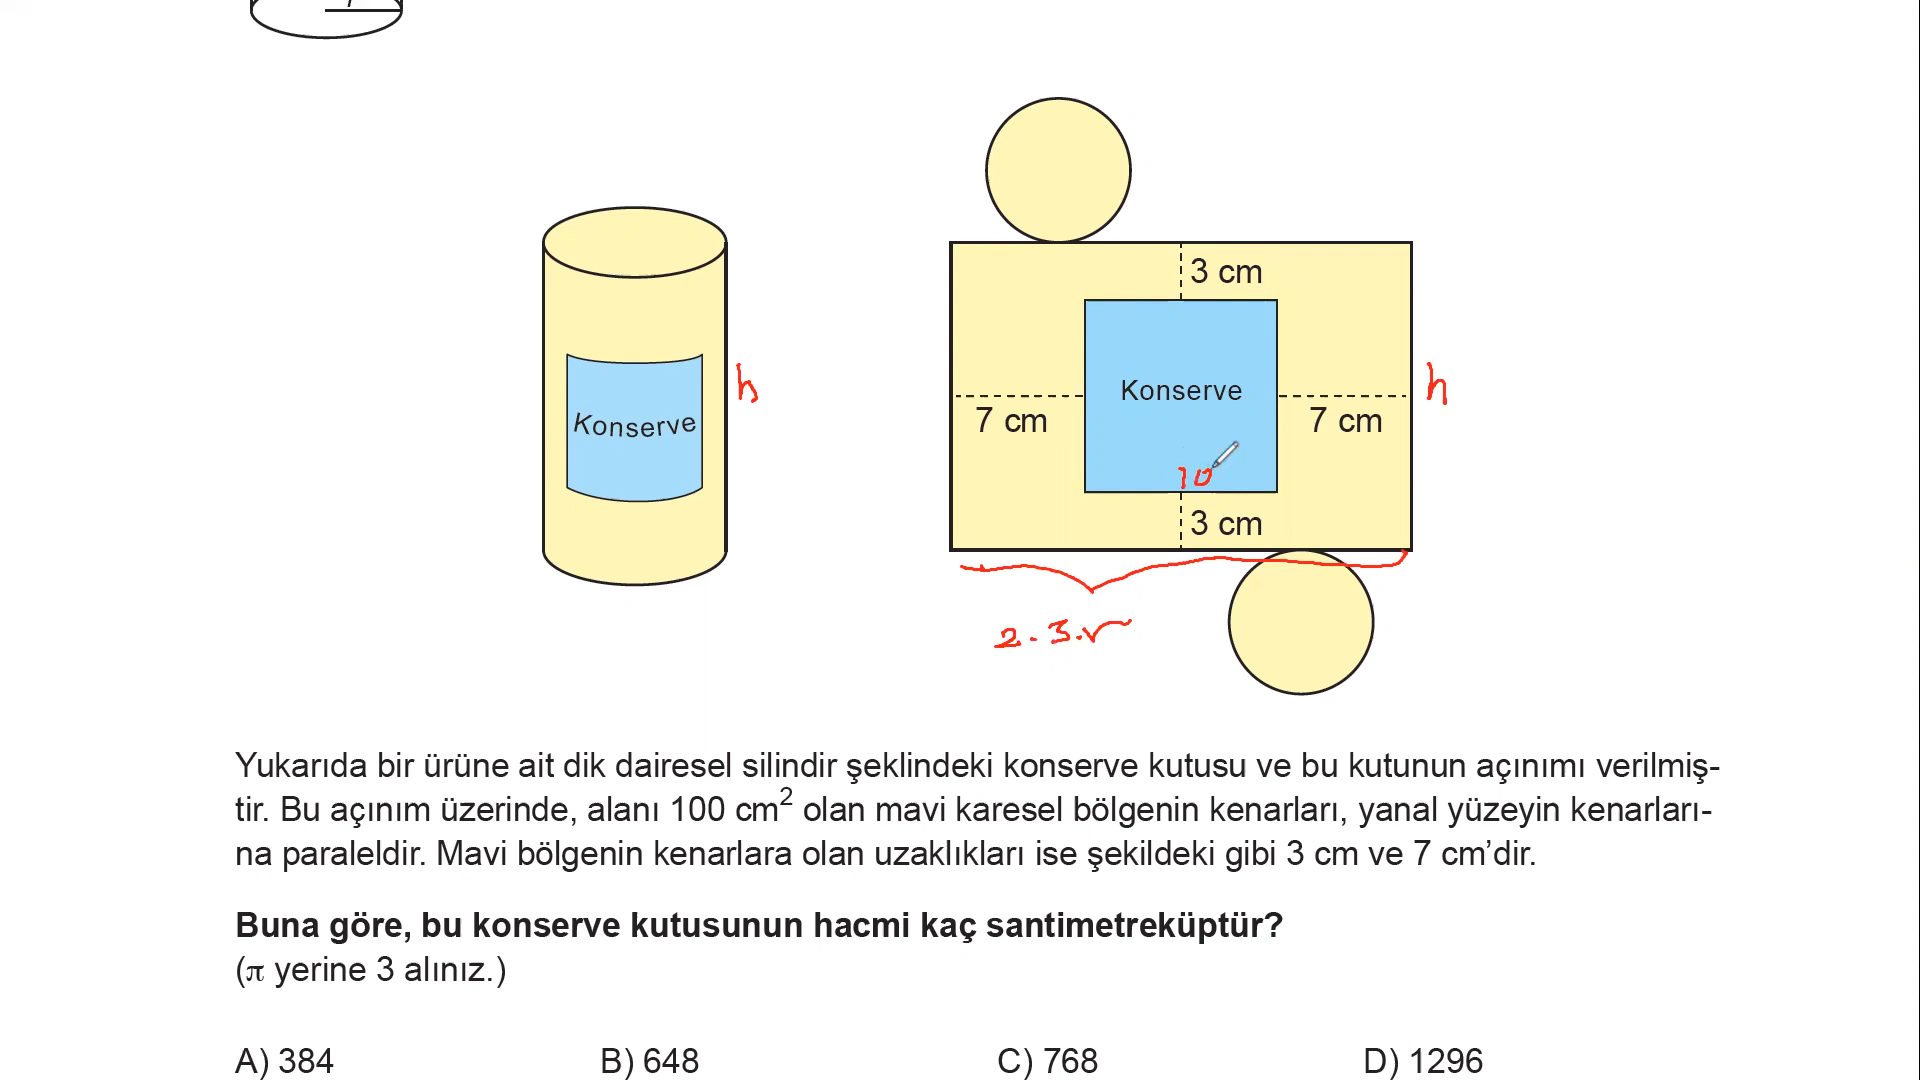 3 cm
Konserve
h
h
7 cm
7 cm
Konserve
10
3 cm
2.3.r
Yukarıda bir ürüne ait dik dairesel silindir şeklindeki konserve kutusu ve bu kutunun açınımı verilmiş-
tir. Bu açınım üzerinde, alanı 100 cm² olan mavi karesel bölgenin kenarları, yanal yüzeyin kenarları-
na paraleldir. Mavi bölgenin kenarlara olan uzaklıkları ise şekildeki gibi 3 cm ve 7 cm’dir.
Buna göre, bu konserve kutusunun hacmi kaç santimetreküptür?
(π yerine 3 alınız.)
A) 384 B) 648 C) 768 D) 1296